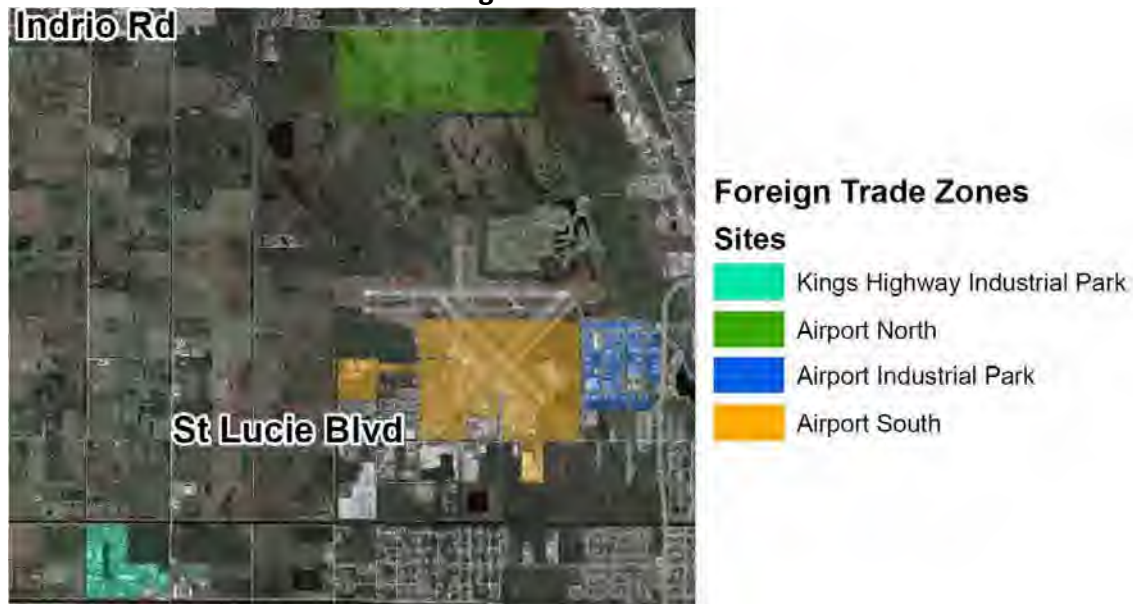 Indrio Rd
St Lucie Blvd
Foreign Trade Zones
Sites
Kings Highway Industrial Park
Airport North
Airport Industrial Park
Airport South